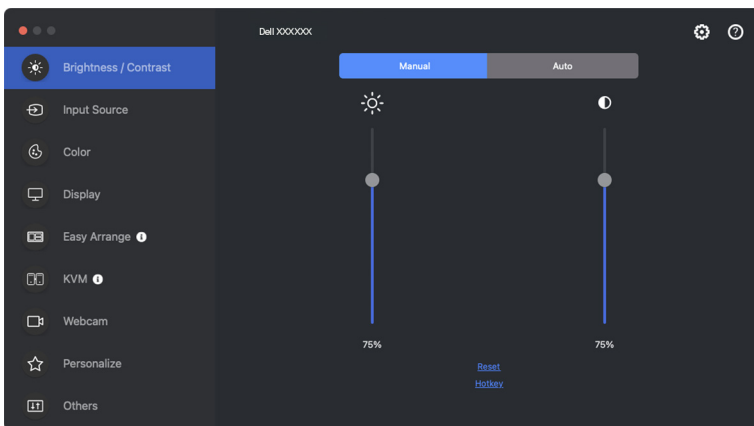 Dell XXXXXX
Brightness / Contrast
Input Source
Color
Display
Easy Arrange
KVM
Webcam
Personalize
Others
Manual
Auto
75%
75%
Reset
Hotkey